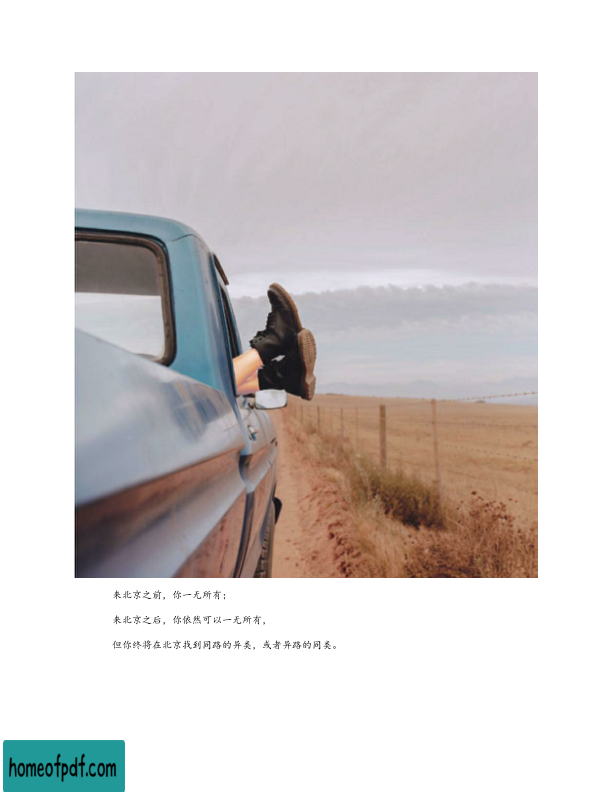 来北京之前，你一无所有；
来北京之后，你依然可以一无所有，
但你终将在北京找到同路的异类，或者异路的同类。
homeofpdf.com